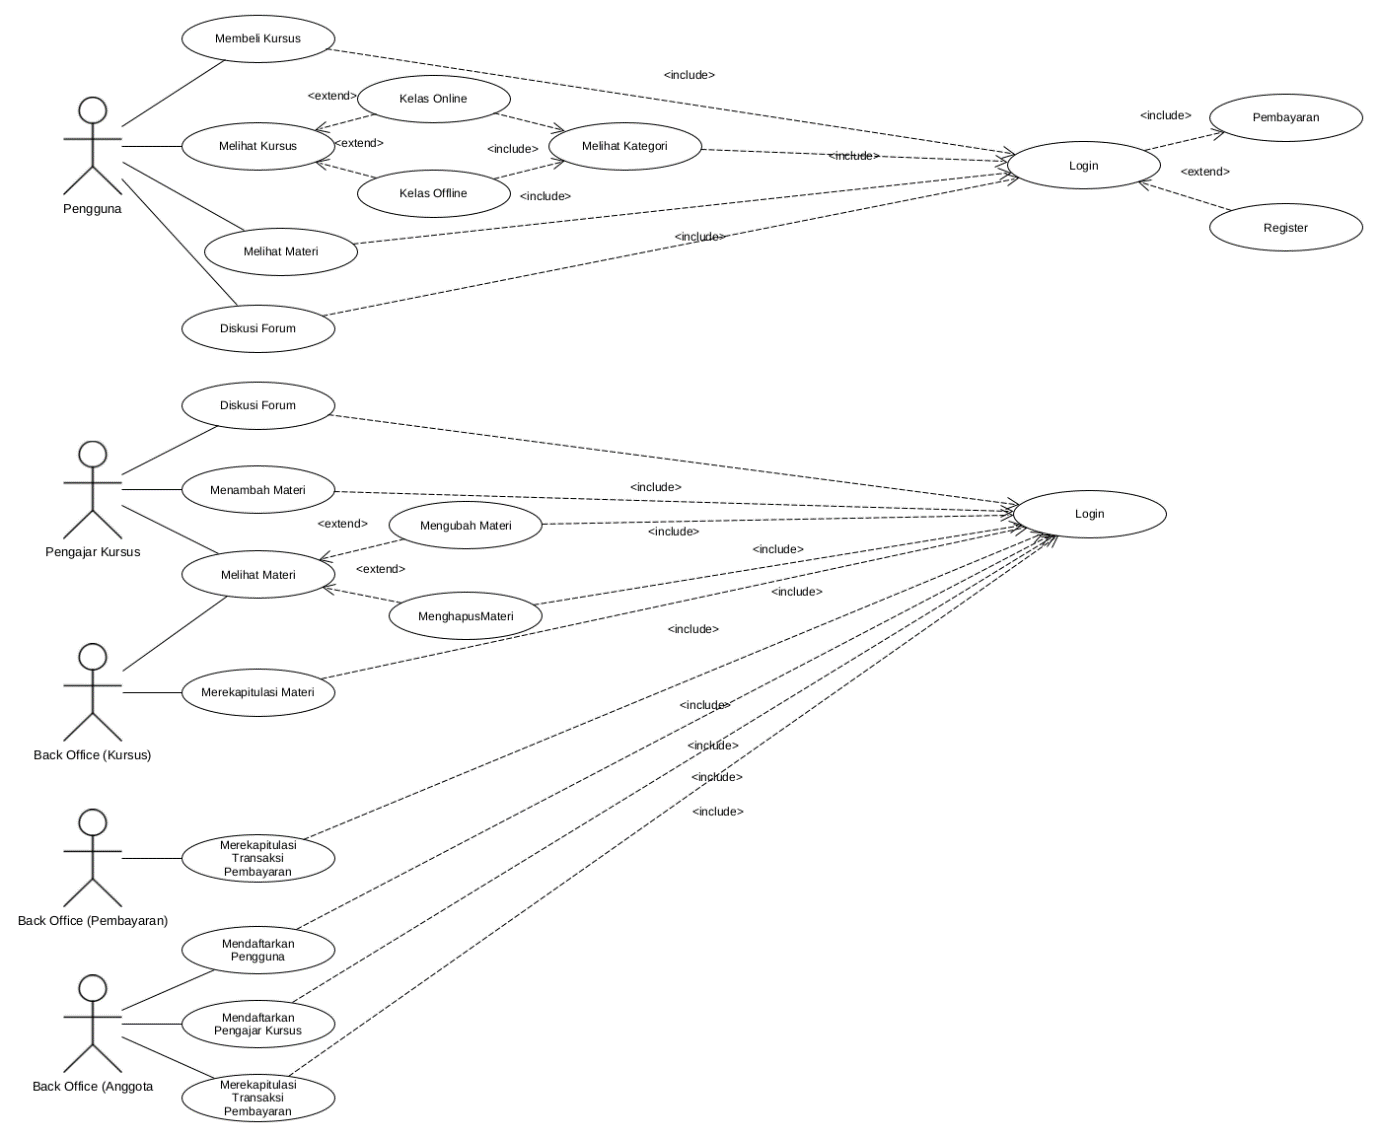 Membeli Kursus
<include>
<extend>
Kelas Online
<include>
Pembayaran
Melihat Kursus
<extend>
<include>
Melihat Kategori
<include>
Login
<extend>
Kelas Offline
<include>
Pengguna
Register
<include>
Melihat Materi
Diskusi Forum
Diskusi Forum
Menambah Materi
<include>
Login
<extend>
Mengubah Materi
<include>
Pengajar Kursus
<include>
Melihat Materi
<extend>
<include>
MenghapusMateri
<include>
Merekapitulasi Materi
<include>
Back Office (Kursus)
<include>
<include>
<include>
Merekapitulasi
Transaksi
Pembayaran
Back Office (Pembayaran)
Mendaftarkan
Pengguna
Mendaftarkan
Pengajar Kursus
Back Office (Anggota
Merekapitulasi
Transaksi
Pembayaran